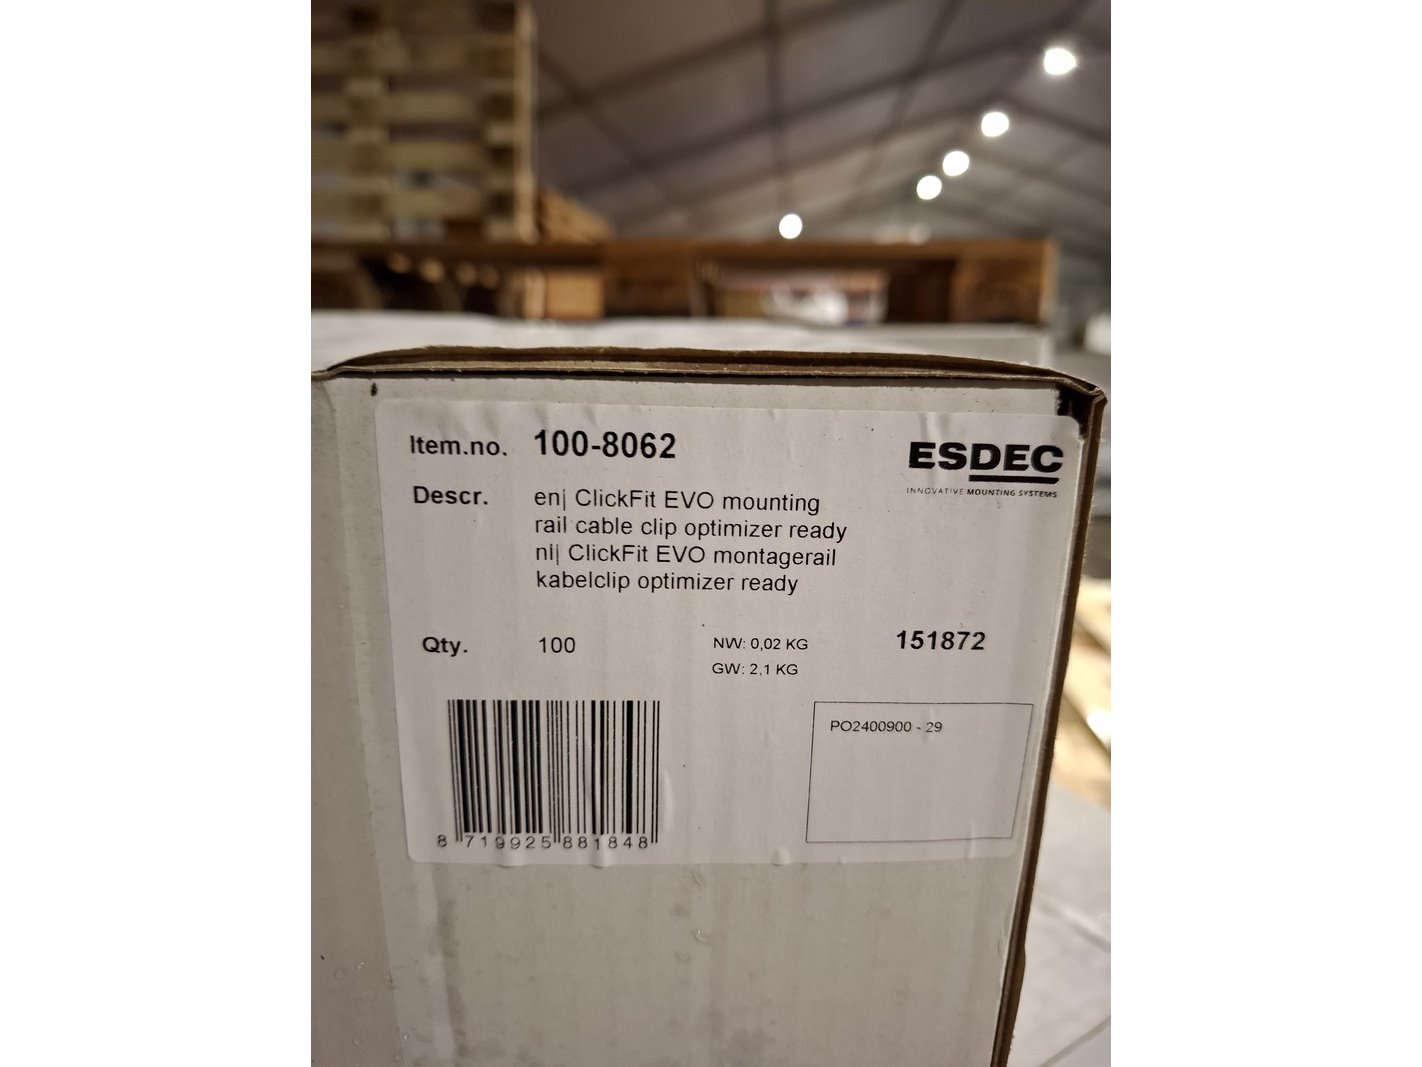 Item.no. 100-8062
ESDEC
INNOVATIVE MOUNTING SYSTEMS
Descr. en| ClickFit EVO mounting
rail cable clip optimizer ready
nl| ClickFit EVO montagerail
kabelclip optimizer ready
Qty. 100
NW: 0,02 KG
GW: 2,1 KG
151872
PO2400900 - 29
8 719925 881848